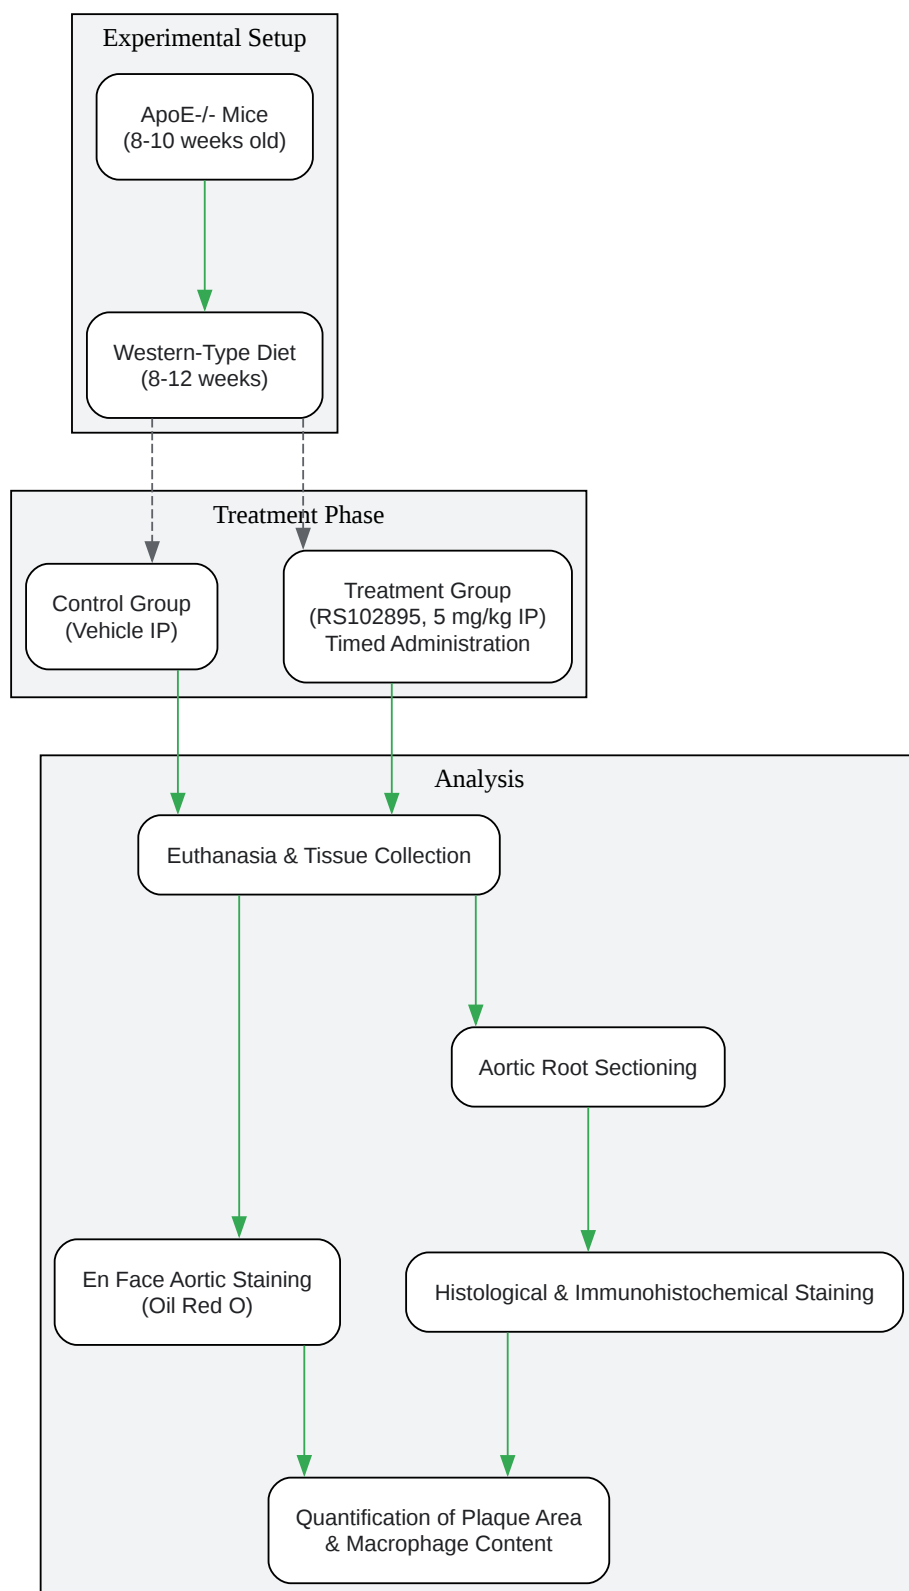 Experimental Setup
ApoE-/- Mice
(8-10 weeks old)
Western-Type Diet
(8-12 weeks)
Treatment Phase
Control Group
(Vehicle IP)
Treatment Group
(RS102895, 5 mg/kg IP)
Timed Administration
Analysis
Euthanasia & Tissue Collection
Aortic Root Sectioning
En Face Aortic Staining
(Oil Red O)
Histological & Immunohistochemical Staining
Quantification of Plaque Area
& Macrophage Content